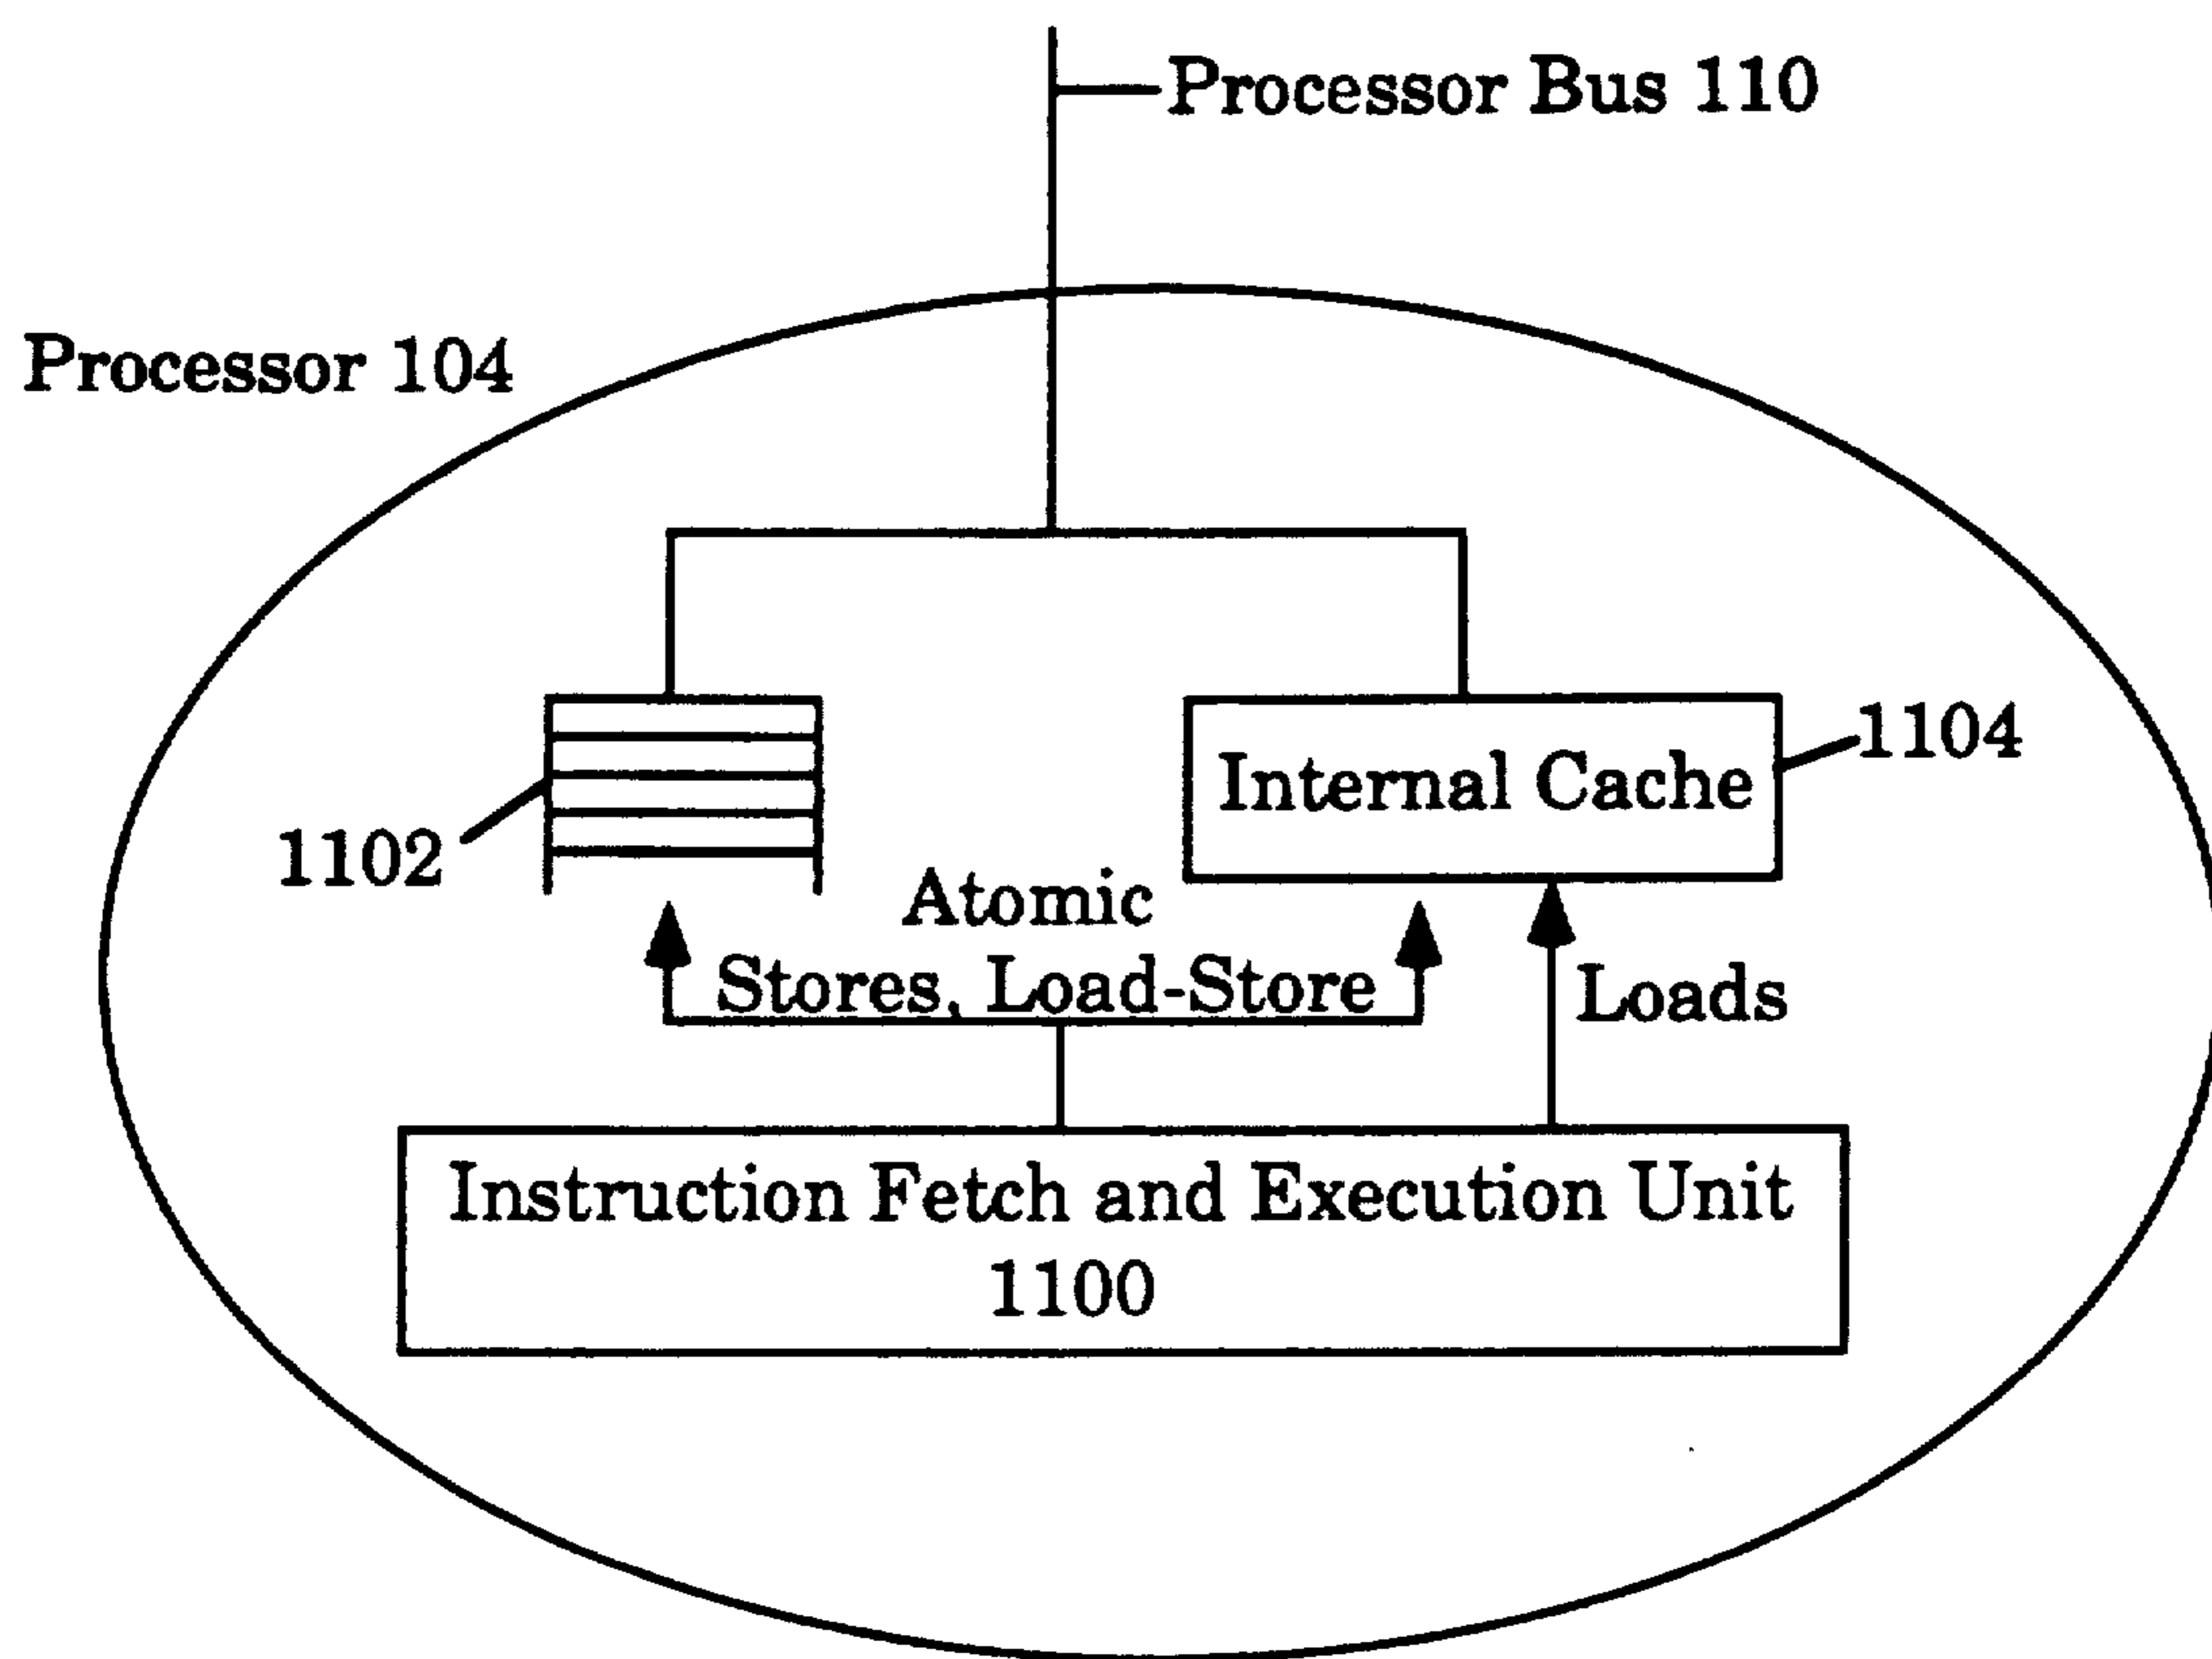 Processor Bus 110
Processor 104
Internal Cache
1104
1102
Atomic
Stores, Load-Store
Loads
Instruction Fetch and Execution Unit
1100